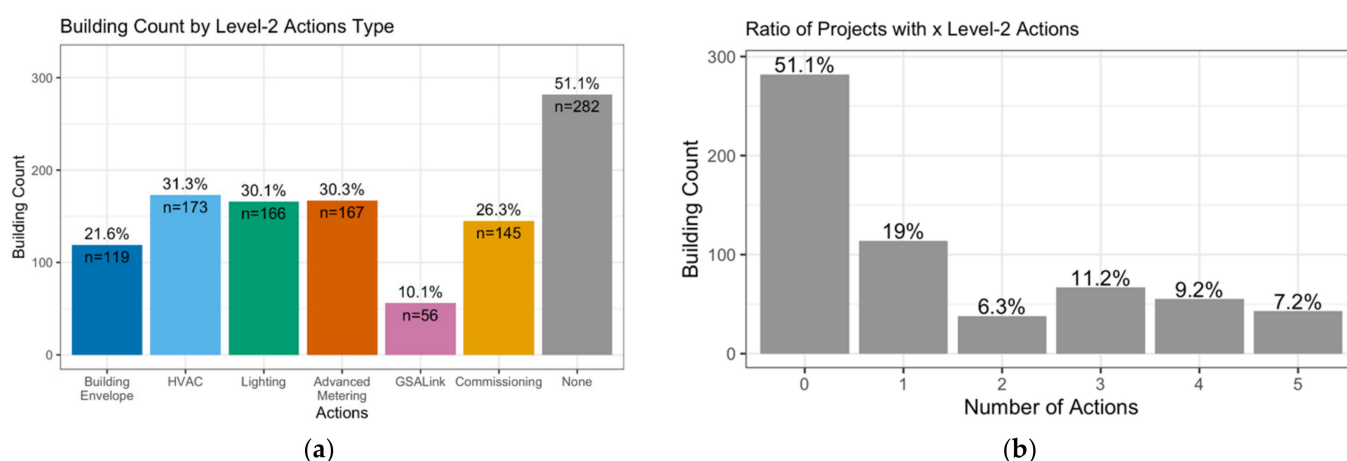 Building Count by Level-2 Actions Type
Building Count
300
200
100
0
21.6%
n=119
31.3%
n=173
30.1%
n=166
30.3%
n=167
10.1%
n=56
26.3%
n=145
51.1%
n=282
Building
Envelope
HVAC
Lighting
Advanced
Metering
GSALink
Commissioning
None
Actions
(a)
Ratio of Projects with x Level-2 Actions
Building Count
300
200
100
0
51.1%
19%
6.3%
11.2%
9.2%
7.2%
0
1
2
3
4
5
Number of Actions
(b)